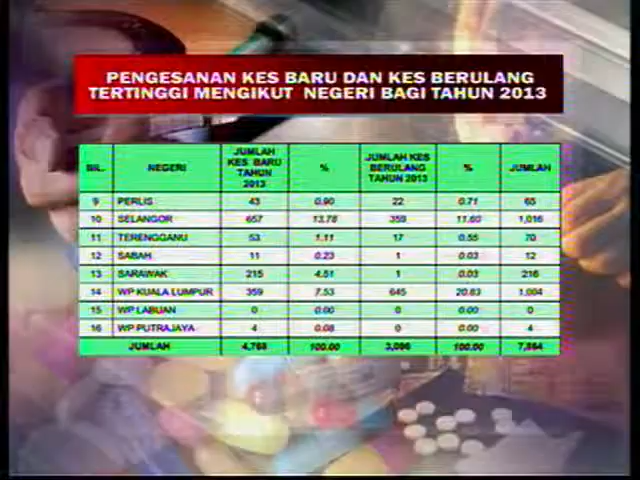 PENGESANAN KES BARU DAN KES BERULANG
TERTINGGI MENGIKUT NEGERI BAGI TAHUN 2013
BIL. NEGERI JUMLAH KES BARU TAHUN 2013 % JUMLAH KES BERULANG TAHUN 2013 % JUMLAH
9 PERLIS 43 0.90 22 0.71 65
10 SELANGOR 657 13.78 359 11.60 1,016
11 TERENGGANU 53 1.11 17 0.55 70
12 SABAH 11 0.23 1 0.03 12
13 SARAWAK 215 4.51 1 0.03 216
14 WP KUALA LUMPUR 359 7.53 645 20.83 1,004
15 WP LABUAN 0 0.00 0 0.00 0
16 WP PUTRAJAYA 4 0.08 0 0.00 4
JUMLAH 4,768 100.00 3,096 100.00 7,864